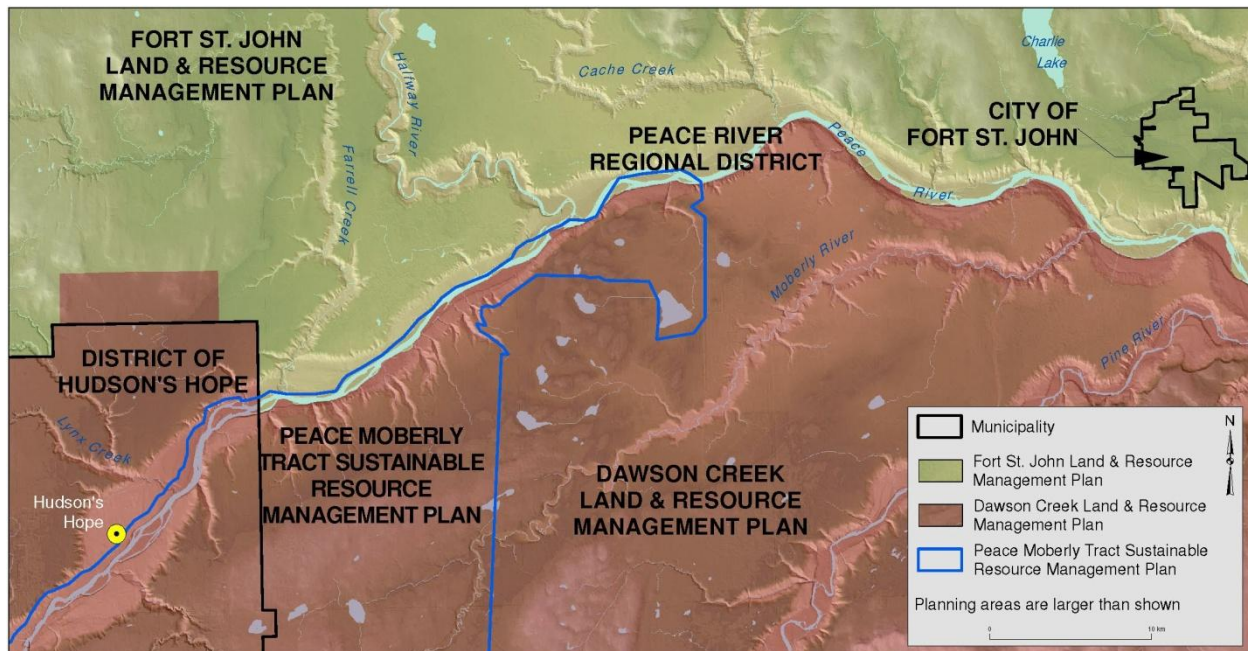 FORT ST. JOHN
LAND & RESOURCE
MANAGEMENT PLAN
Halfway River
Cache Creek
Charlie
Lake
CITY OF
FORT ST. JOHN
PEACE RIVER
REGIONAL DISTRICT
Peace
River
Farrell Creek
Moberly River
Pine River
DISTRICT OF
HUDSON'S HOPE
Lynx Creek
PEACE MOBERLY
TRACT SUSTAINABLE
RESOURCE
MANAGEMENT PLAN
DAWSON CREEK
LAND & RESOURCE
MANAGEMENT PLAN
Hudson's
Hope
N
Municipality
Fort St. John Land & Resource
Management Plan
Dawson Creek Land & Resource
Management Plan
Peace Moberly Tract Sustainable
Resource Management Plan
Planning areas are larger than shown
0 10 km